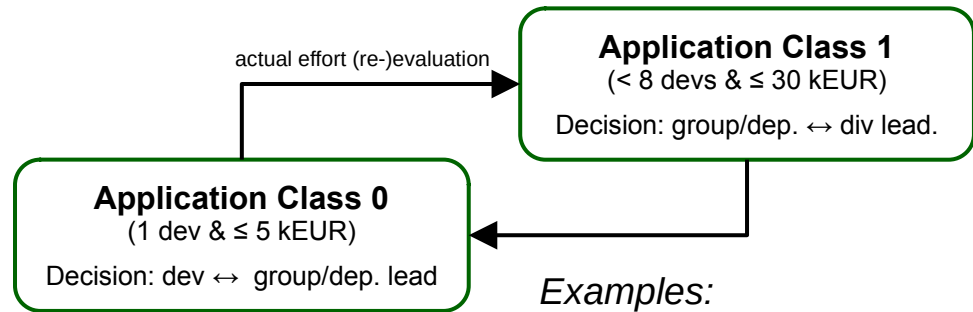 Application Class 1
(< 8 devs & ≤ 30 kEUR)
Decision: group/dep. ↔ div lead.
actual effort (re-)evaluation
Application Class 0
(1 dev & ≤ 5 kEUR)
Decision: dev ↔ group/dep. lead
Examples: